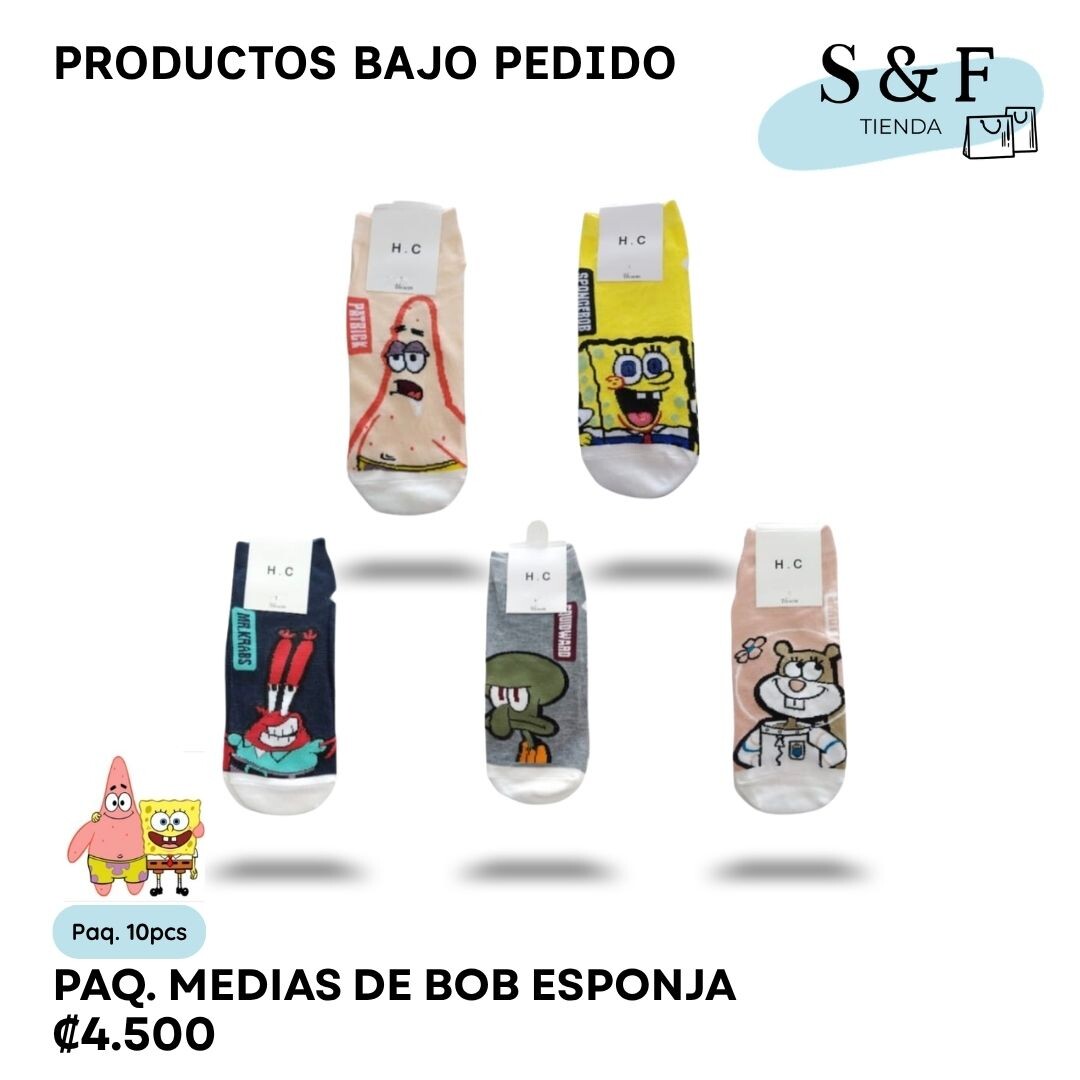 PRODUCTOS BAJO PEDIDO
S & F
TIENDA
H.C
H.C
PATRICK
SPONGEBOB
H.C
H.C
H.C
MR.KRABS
SQUIDWARD
Paq. 10pcs
PAQ. MEDIAS DE BOB ESPONJA
₡4.500